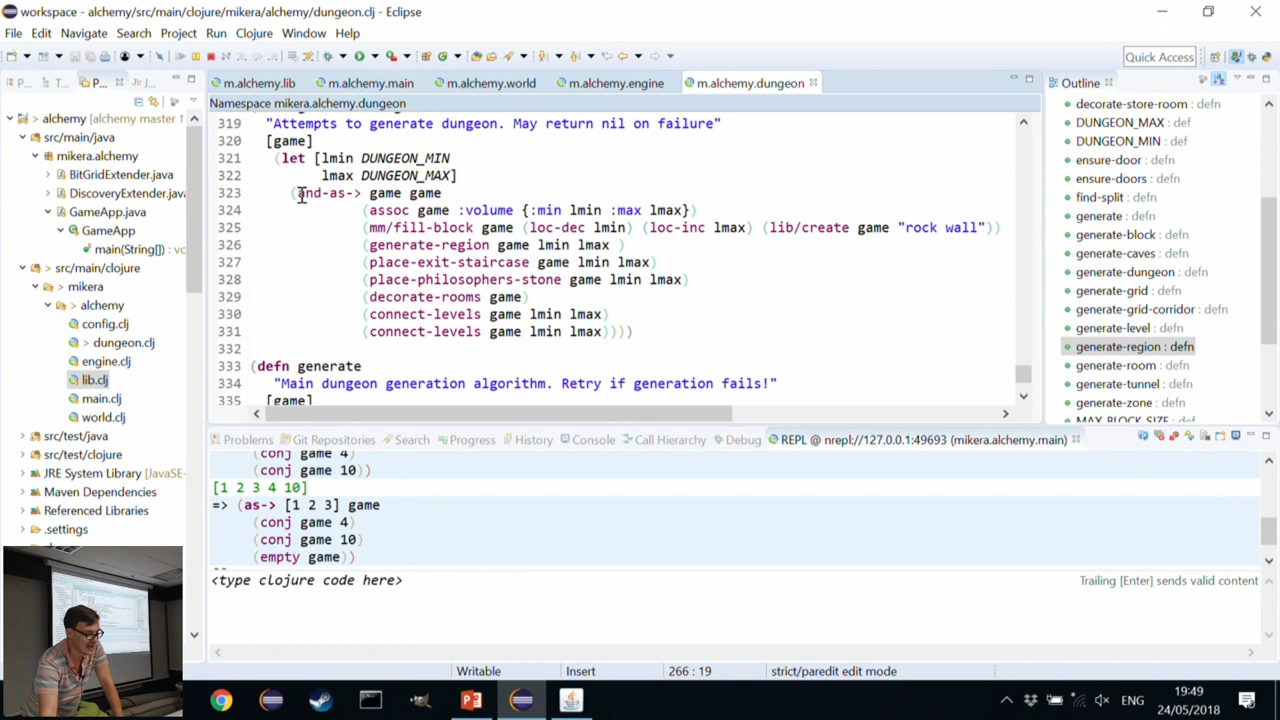 workspace - alchemy/src/main/clojure/mikera/alchemy/dungeon.clj - Eclipse
File Edit Navigate Search Project Run Clojure Window Help
Quick Access
P... T... P... J...
m.alchemy.lib m.alchemy.main m.alchemy.world m.alchemy.engine m.alchemy.dungeon
Outline
Namespace mikera.alchemy.dungeon
alchemy [alchemy master
src/main/java
mikera.alchemy
BitGridExtender.java
DiscoveryExtender.java
GameApp.java
GameApp
main(String[]) : vc
src/main/clojure
mikera
alchemy
config.clj
> dungeon.clj
engine.clj
lib.clj
main.clj
world.clj
src/test/java
src/test/clojure
JRE System Library [JavaSE-
Maven Dependencies
Referenced Libraries
.settings
319 "Attempts to generate dungeon. May return nil on failure"
320 [game]
321 (let [lmin DUNGEON_MIN
322 lmax DUNGEON_MAX]
323 (and-as-> game game
324 (assoc game :volume {:min lmin :max lmax})
325 (mm/fill-block game (loc-dec lmin) (loc-inc lmax) (lib/create game "rock wall"))
326 (generate-region game lmin lmax )
327 (place-exit-staircase game lmin lmax)
328 (place-philosophers-stone game lmin lmax)
329 (decorate-rooms game)
330 (connect-levels game lmin lmax)
331 (connect-levels game lmin lmax))))
332
333 (defn generate
334 "Main dungeon generation algorithm. Retry if generation fails!"
335 [game]
decorate-store-room : defn
DUNGEON_MAX : def
DUNGEON_MIN : def
ensure-door : defn
ensure-doors : defn
find-split : defn
generate : defn
generate-block : defn
generate-caves : defn
generate-dungeon : defn
generate-grid : defn
generate-grid-corridor : defn
generate-level : defn
generate-region : defn
generate-room : defn
generate-tunnel : defn
generate-zone : defn
MAX_BLOCK_SIZE : def
Problems Git Repositories Search Progress History Console Call Hierarchy Debug REPL @ nrepl://127.0.0.1:49693 (mikera.alchemy.main)
(conj game 4)
(conj game 10))
[1 2 3 4 10]
=> (as-> [1 2 3] game
(conj game 4)
(conj game 10)
(empty game))
<type clojure code here>
Trailing [Enter] sends valid content
Writable Insert 266 : 19 strict/paredit edit mode
ENG
19:49
24/05/2018